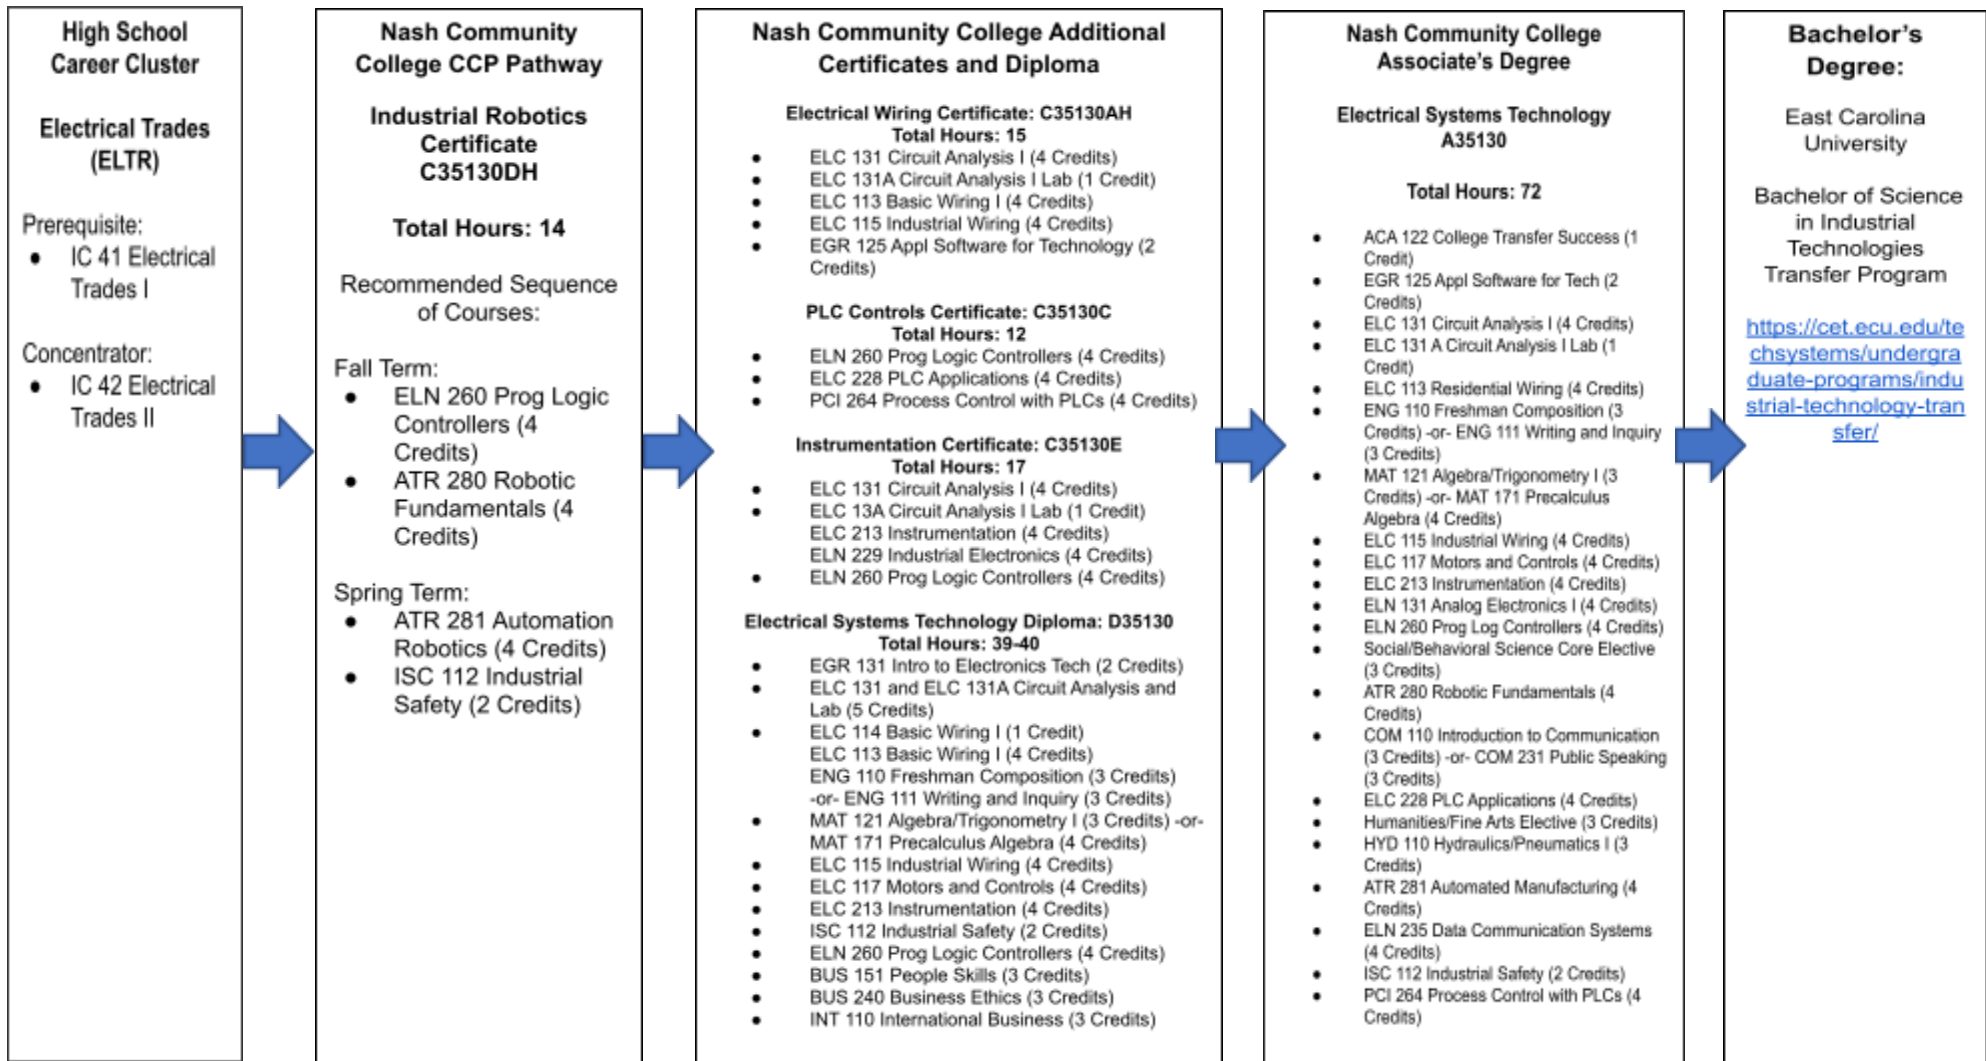 High School
Career Cluster
Electrical Trades
(ELTR)
Prerequisite:
● IC 41 Electrical
Trades I
Concentrator:
● IC 42 Electrical
Trades II
Nash Community
College CCP Pathway
Industrial Robotics
Certificate
C35130DH
Total Hours: 14
Recommended Sequence
of Courses:
Fall Term:
● ELN 260 Prog Logic
Controllers (4
Credits)
● ATR 280 Robotic
Fundamentals (4
Credits)
Spring Term:
● ATR 281 Automation
Robotics (4 Credits)
● ISC 112 Industrial
Safety (2 Credits)
Nash Community College Additional
Certificates and Diploma
Electrical Wiring Certificate: C35130AH
Total Hours: 15
● ELC 131 Circuit Analysis I (4 Credits)
● ELC 131A Circuit Analysis I Lab (1 Credit)
● ELC 113 Basic Wiring I (4 Credits)
● ELC 115 Industrial Wiring (4 Credits)
● EGR 125 Appl Software for Technology (2
Credits)
PLC Controls Certificate: C35130C
Total Hours: 12
● ELN 260 Prog Logic Controllers (4 Credits)
● ELC 228 PLC Applications (4 Credits)
● PCI 264 Process Control with PLCs (4 Credits)
Instrumentation Certificate: C35130E
Total Hours: 17
● ELC 131 Circuit Analysis I (4 Credits)
● ELC 13A Circuit Analysis I Lab (1 Credit)
ELC 213 Instrumentation (4 Credits)
ELN 229 Industrial Electronics (4 Credits)
● ELN 260 Prog Logic Controllers (4 Credits)
Electrical Systems Technology Diploma: D35130
Total Hours: 39-40
● EGR 131 Intro to Electronics Tech (2 Credits)
● ELC 131 and ELC 131A Circuit Analysis and
Lab (5 Credits)
● ELC 114 Basic Wiring I (1 Credit)
ELC 113 Basic Wiring I (4 Credits)
ENG 110 Freshman Composition (3 Credits)
-or- ENG 111 Writing and Inquiry (3 Credits)
● MAT 121 Algebra/Trigonometry I (3 Credits) -or-
MAT 171 Precalculus Algebra (4 Credits)
● ELC 115 Industrial Wiring (4 Credits)
● ELC 117 Motors and Controls (4 Credits)
● ELC 213 Instrumentation (4 Credits)
● ISC 112 Industrial Safety (2 Credits)
● ELN 260 Prog Logic Controllers (4 Credits)
● BUS 151 People Skills (3 Credits)
● BUS 240 Business Ethics (3 Credits)
● INT 110 International Business (3 Credits)
Nash Community College
Associate's Degree
Electrical Systems Technology
A35130
Total Hours: 72
● ACA 122 College Transfer Success (1
Credit)
● EGR 125 Appl Software for Tech (2
Credits)
● ELC 131 Circuit Analysis I (4 Credits)
● ELC 131 A Circuit Analysis I Lab (1
Credit)
● ELC 113 Residential Wiring (4 Credits)
● ENG 110 Freshman Composition (3
Credits) -or- ENG 111 Writing and Inquiry
(3 Credits)
● MAT 121 Algebra/Trigonometry I (3
Credits) -or- MAT 171 Precalculus
Algebra (4 Credits)
● ELC 115 Industrial Wiring (4 Credits)
● ELC 117 Motors and Controls (4 Credits)
● ELC 213 Instrumentation (4 Credits)
● ELN 131 Analog Electronics I (4 Credits)
● ELN 260 Prog Log Controllers (4 Credits)
● Social/Behavioral Science Core Elective
(3 Credits)
● ATR 280 Robotic Fundamentals (4
Credits)
● COM 110 Introduction to Communication
(3 Credits) -or- COM 231 Public Speaking
(3 Credits)
● ELC 228 PLC Applications (4 Credits)
● Humanities/Fine Arts Elective (3 Credits)
● HYD 110 Hydraulics/Pneumatics I (3
Credits)
● ATR 281 Automated Manufacturing (4
Credits)
● ELN 235 Data Communication Systems
(4 Credits)
● ISC 112 Industrial Safety (2 Credits)
● PCI 264 Process Control with PLCs (4
Credits)
Bachelor's
Degree:
East Carolina
University
Bachelor of Science
in Industrial
Technologies
Transfer Program
https://cet.ecu.edu/te
chsystems/undergra
duate-programs/indu
strial-technology-tran
sfer/